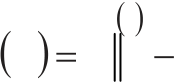 ( ) = ‖( ) −